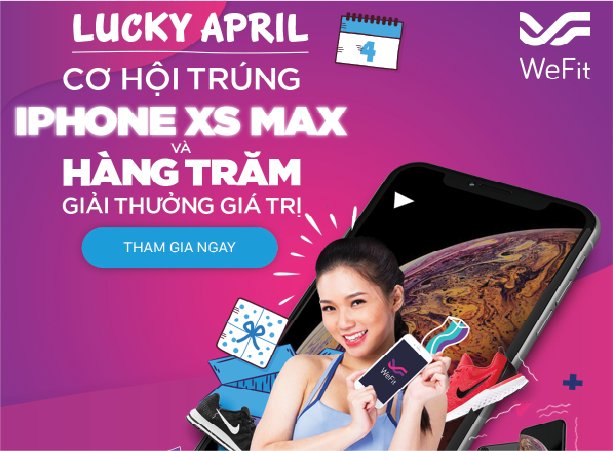 LUCKY APRIL
4
WeFit
CƠ HỘI TRÚNG
IPHONE XS MAX
VÀ
HÀNG TRĂM
GIẢI THƯỞNG GIÁ TRỊ
THAM GIA NGAY
WeFit